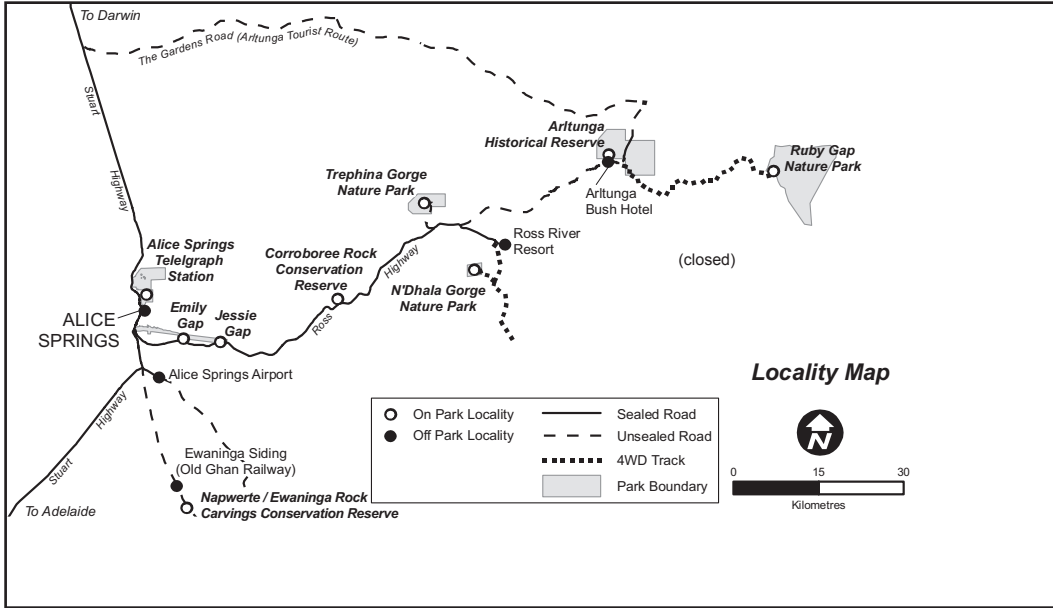 To Darwin
The Gardens Road (Arltunga Tourist Route)
Stuart
Highway
Arltunga
Historical Reserve
Ruby Gap
Nature Park
Trephina Gorge
Nature Park
Arltunga
Bush Hotel
Ross River
Resort
Alice Springs
Telelgraph
Station
Corroboree Rock
Conservation
Reserve
Highway
(closed)
N'Dhala Gorge
Nature Park
Emily
Gap
Jessie
Gap
Ross
ALICE
SPRINGS
Alice Springs Airport
Locality Map
Highway
Stuart
On Park Locality
Off Park Locality
Sealed Road
Unsealed Road
4WD Track
Park Boundary
N
0 15 30
Kilometres
Ewaninga Siding
(Old Ghan Railway)
Napwerte / Ewaninga Rock
Carvings Conservation Reserve
To Adelaide